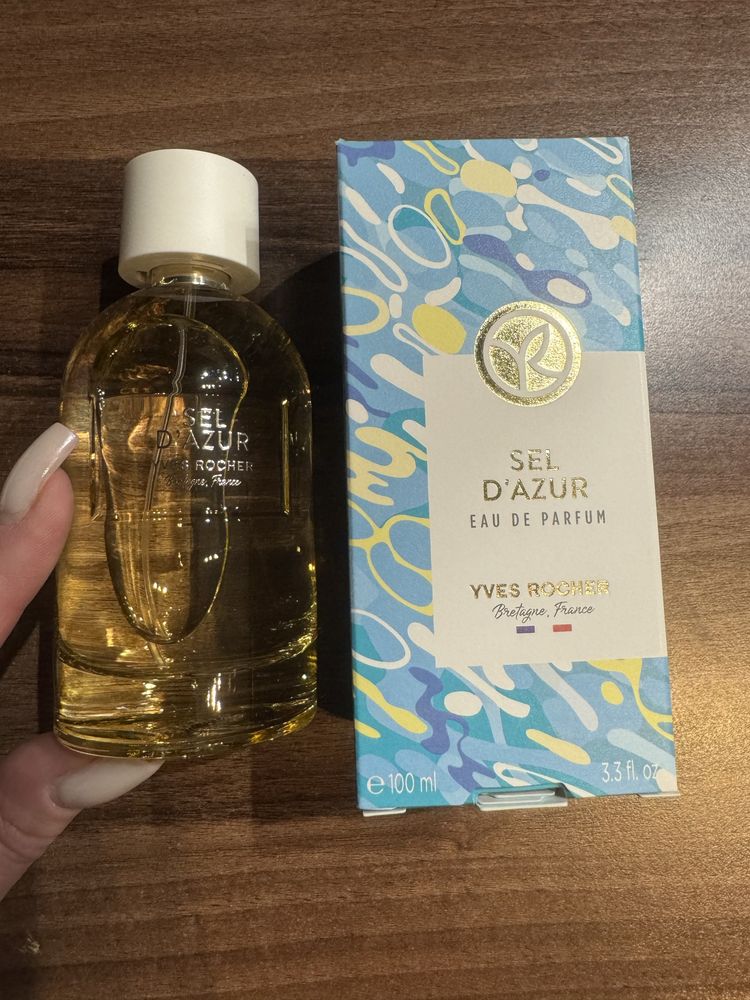 SEL
D'AZUR
YVES ROCHER
Bretagne, France
SEL
D'AZUR
EAU DE PARFUM
YVES ROCHER
Bretagne, France
e 100 ml
3.3 fl. oz